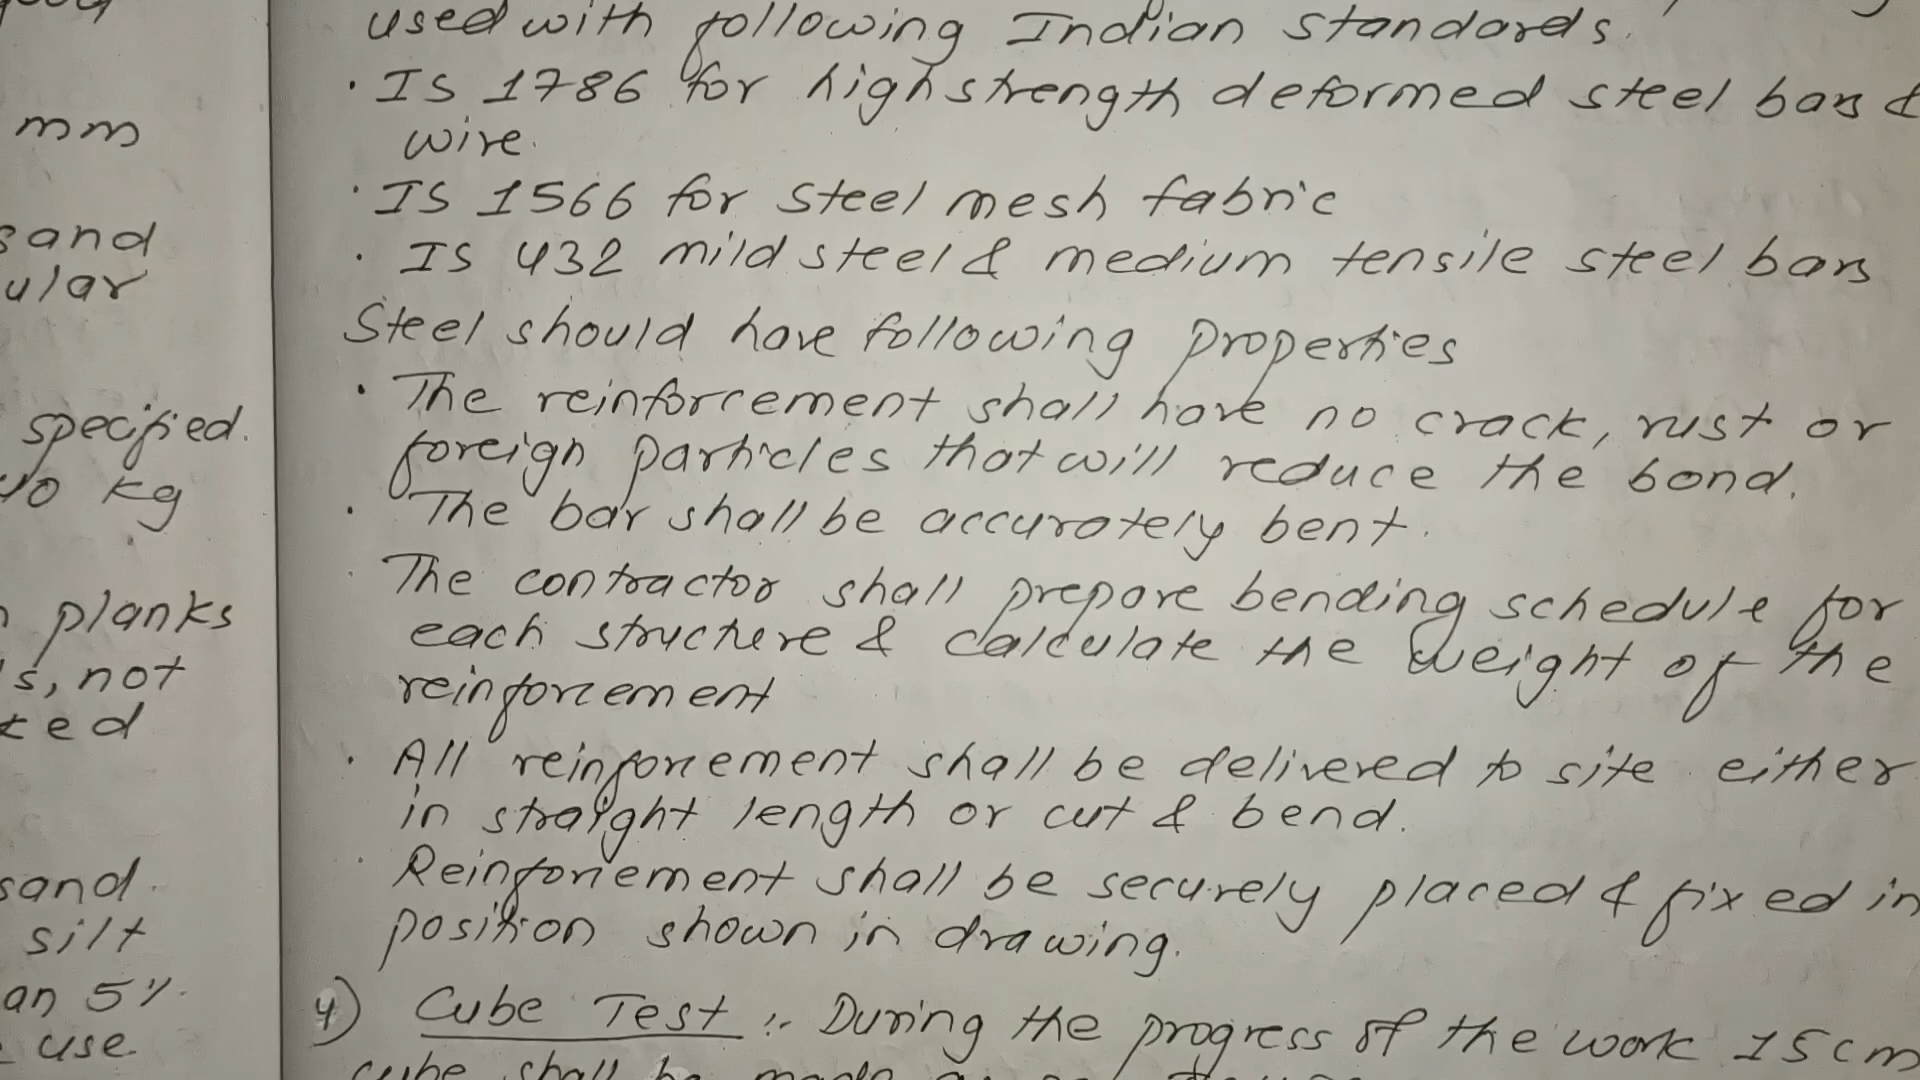 mm
sand
ular
specified.
kg
planks
s, not
ted
sand.
silt
an 5%.
use
used with following Indian standards.
· IS 1786 for high strength deformed steel bars &
wire.
· IS 1566 for steel mesh fabric
· IS 432 mild steel & medium tensile steel bars
Steel should have following properties
· The reinforcement shall have no crack, rust or
foreign particles that will reduce the bond.
· The bar shall be accurately bent.
· The contractor shall prepare bending schedule for
each structure & calculate the weight of the
reinforcement
· All reinforcement shall be delivered to site either
in straight length or cut & bend.
· Reinforcement shall be securely placed & fixed in
position shown in drawing.
4) Cube Test :- During the progress of the work 15cm
cube shall be made